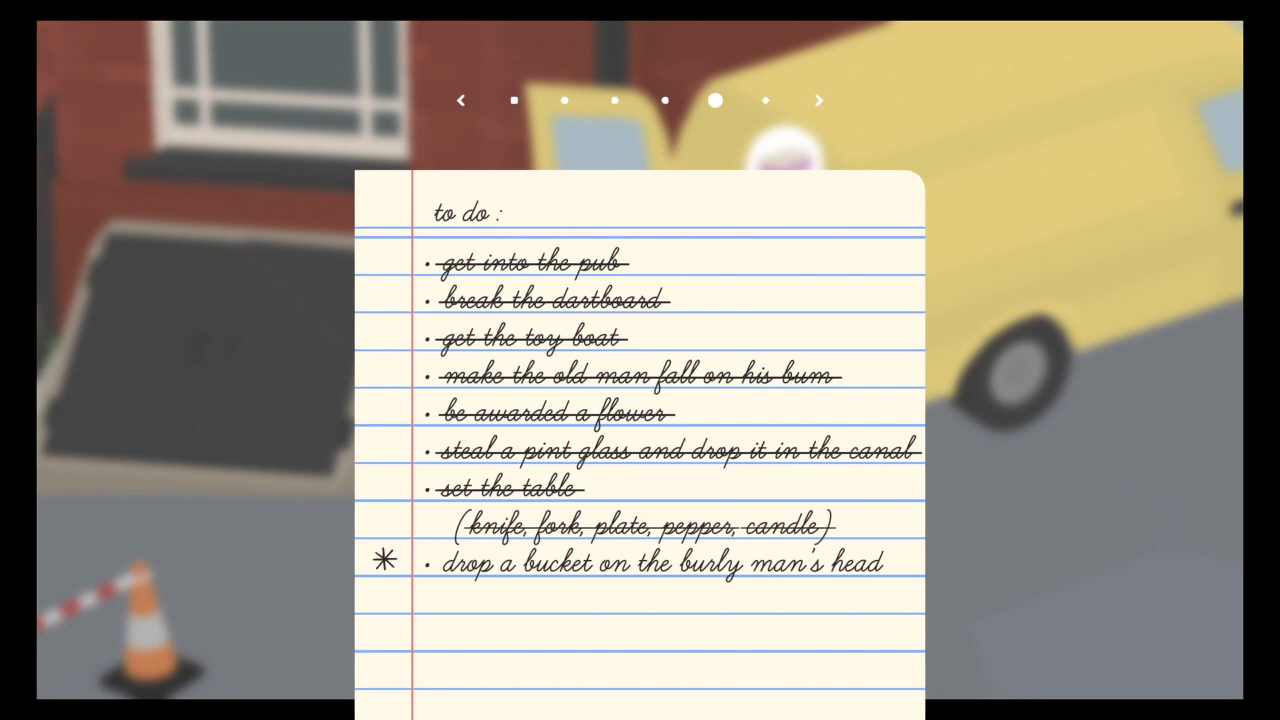 to do :
• get into the pub
• break the dartboard
• get the toy boat
• make the old man fall on his bum
• be awarded a flower
• steal a pint glass and drop it in the canal
• set the table
(knife, fork, plate, pepper, candle)
• drop a bucket on the burly man's head